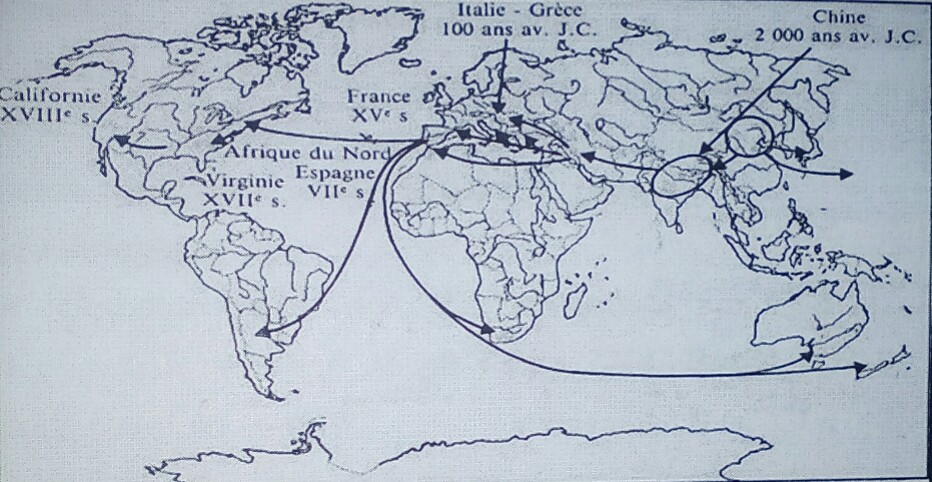 Italie - Grèce
100 ans av. J.C.
Chine
2 000 ans av. J.C.
Californie
XVIIIᵉ s.
France
XVᵉ s
Afrique du Nord
Espagne
VIIᵉ s.
Virginie
XVIIᵉ s.